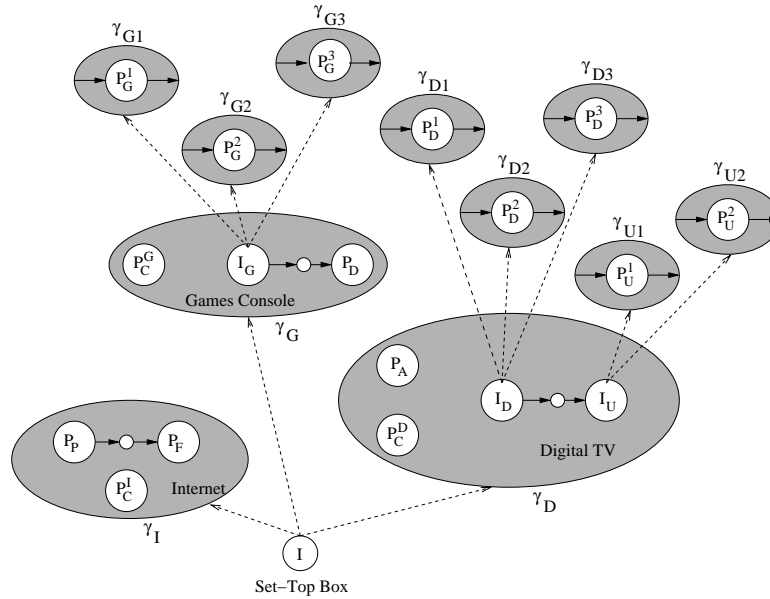 γ_G3
γ_G1
P_G^3
P_G^1
γ_D1
γ_D3
γ_G2
P_D^3
P_D^1
P_G^2
γ_D2
γ_U2
P_D^2
P_U^2
γ_U1
P_C^G
I_G
P_D
P_U^1
Games Console
γ_G
P_A
I_D
I_U
P_C^D
P_P
P_F
Digital TV
P_C^I
Internet
γ_D
γ_I
I
Set-Top Box